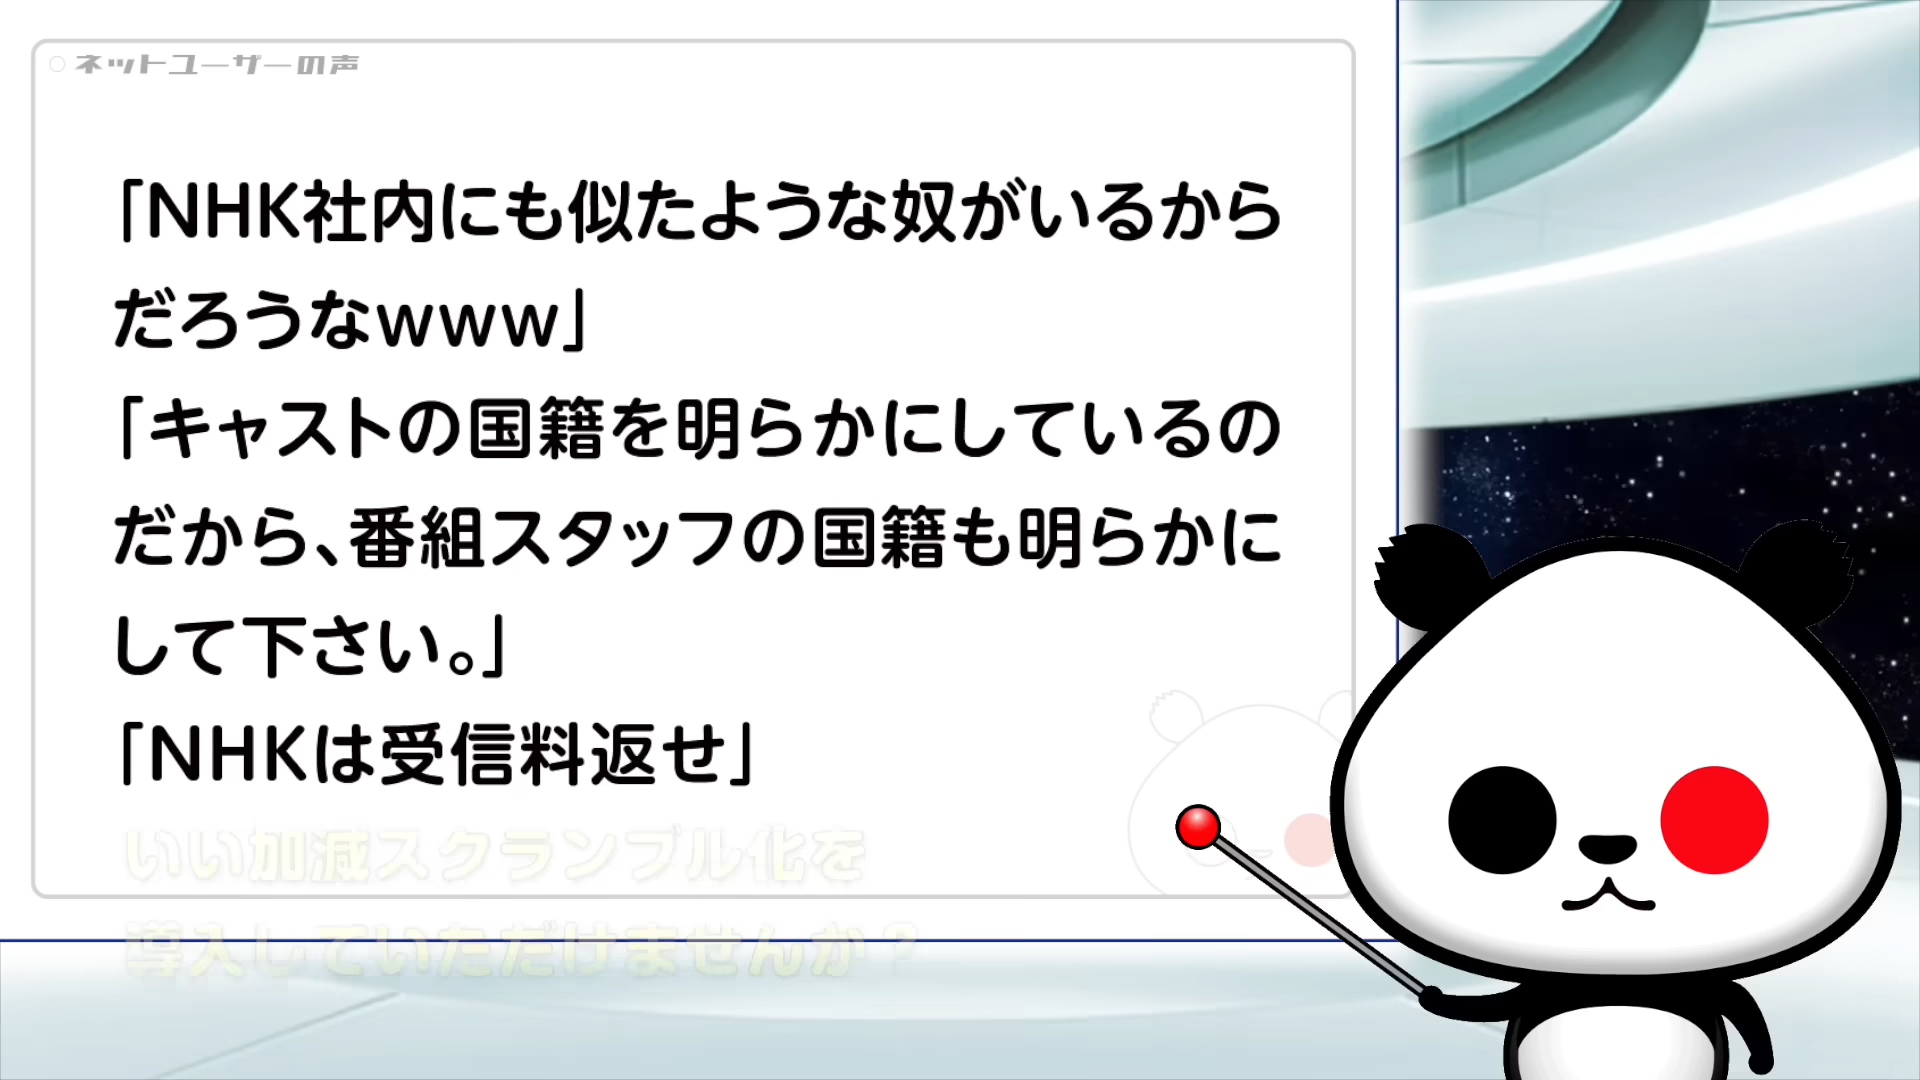 ネットユーザーの声
「NHK社内にも似たような奴がいるから
だろうなwww」
「キャストの国籍を明らかにしているの
だから、番組スタッフの国籍も明らかに
して下さい。」
「NHKは受信料返せ」
いい加減スクランブル化を
導入していただけませんか？